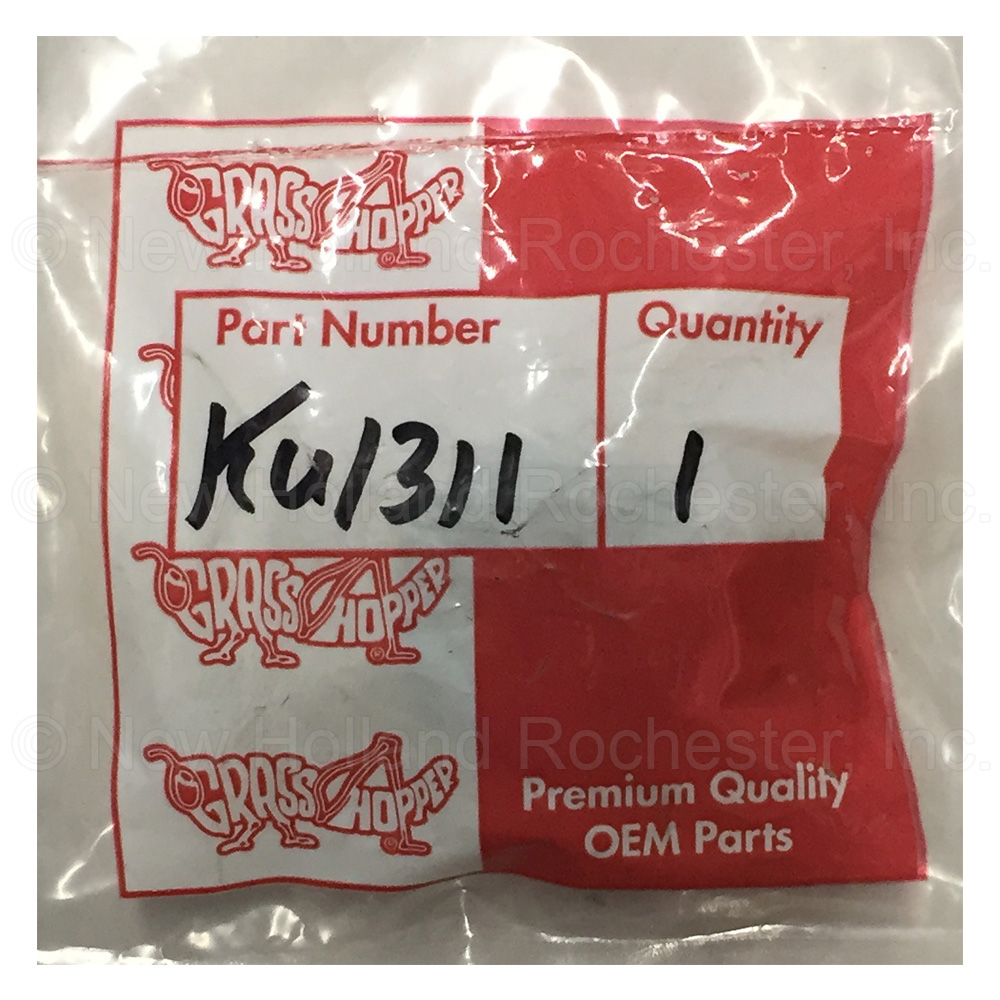 GRASSHOPPER®
© New Holland Rochester, Inc.
Part Number Quantity
Ku1311 1
© New Holland Rochester, Inc.
GRASSHOPPER®
© New Holland Rochester, Inc.
GRASSHOPPER®
Premium Quality
OEM Parts